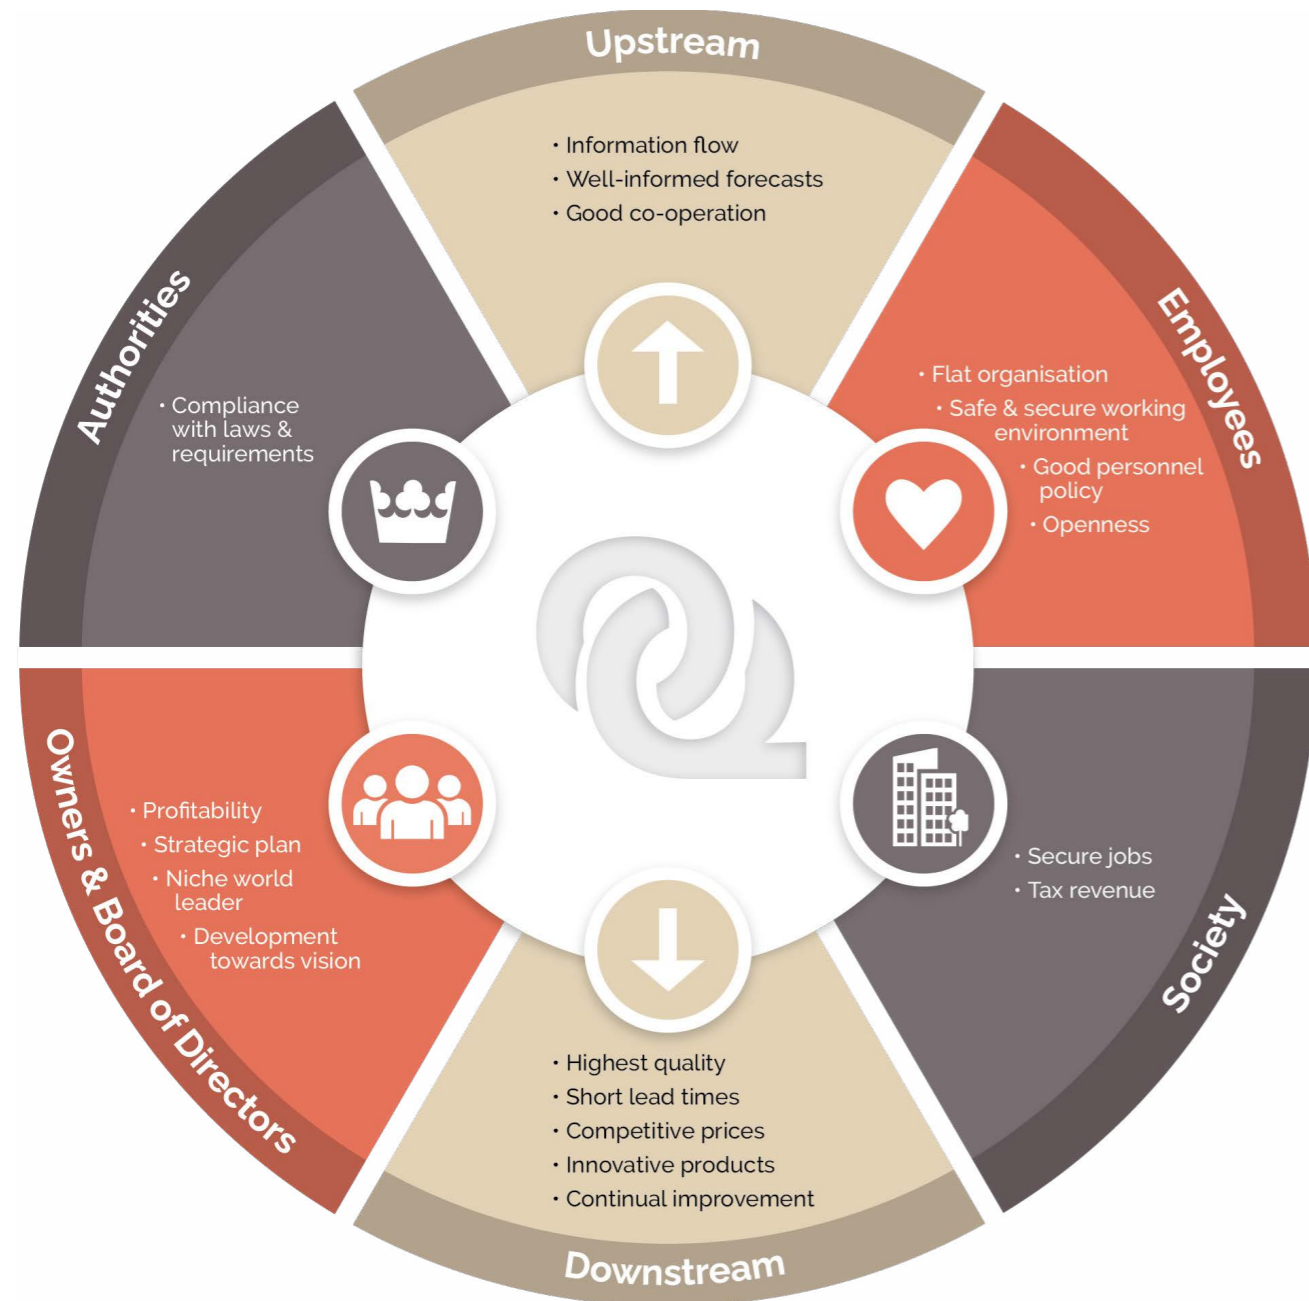 Upstream
• Information flow
• Well-informed forecasts
• Good co-operation
Employees
• Flat organisation
• Safe & secure working
environment
• Good personnel
policy
• Openness
Society
• Secure jobs
• Tax revenue
Downstream
• Highest quality
• Short lead times
• Competitive prices
• Innovative products
• Continual improvement
Owners & Board of Directors
• Profitability
• Strategic plan
• Niche world
leader
• Development
towards vision
Authorities
• Compliance
with laws &
requirements